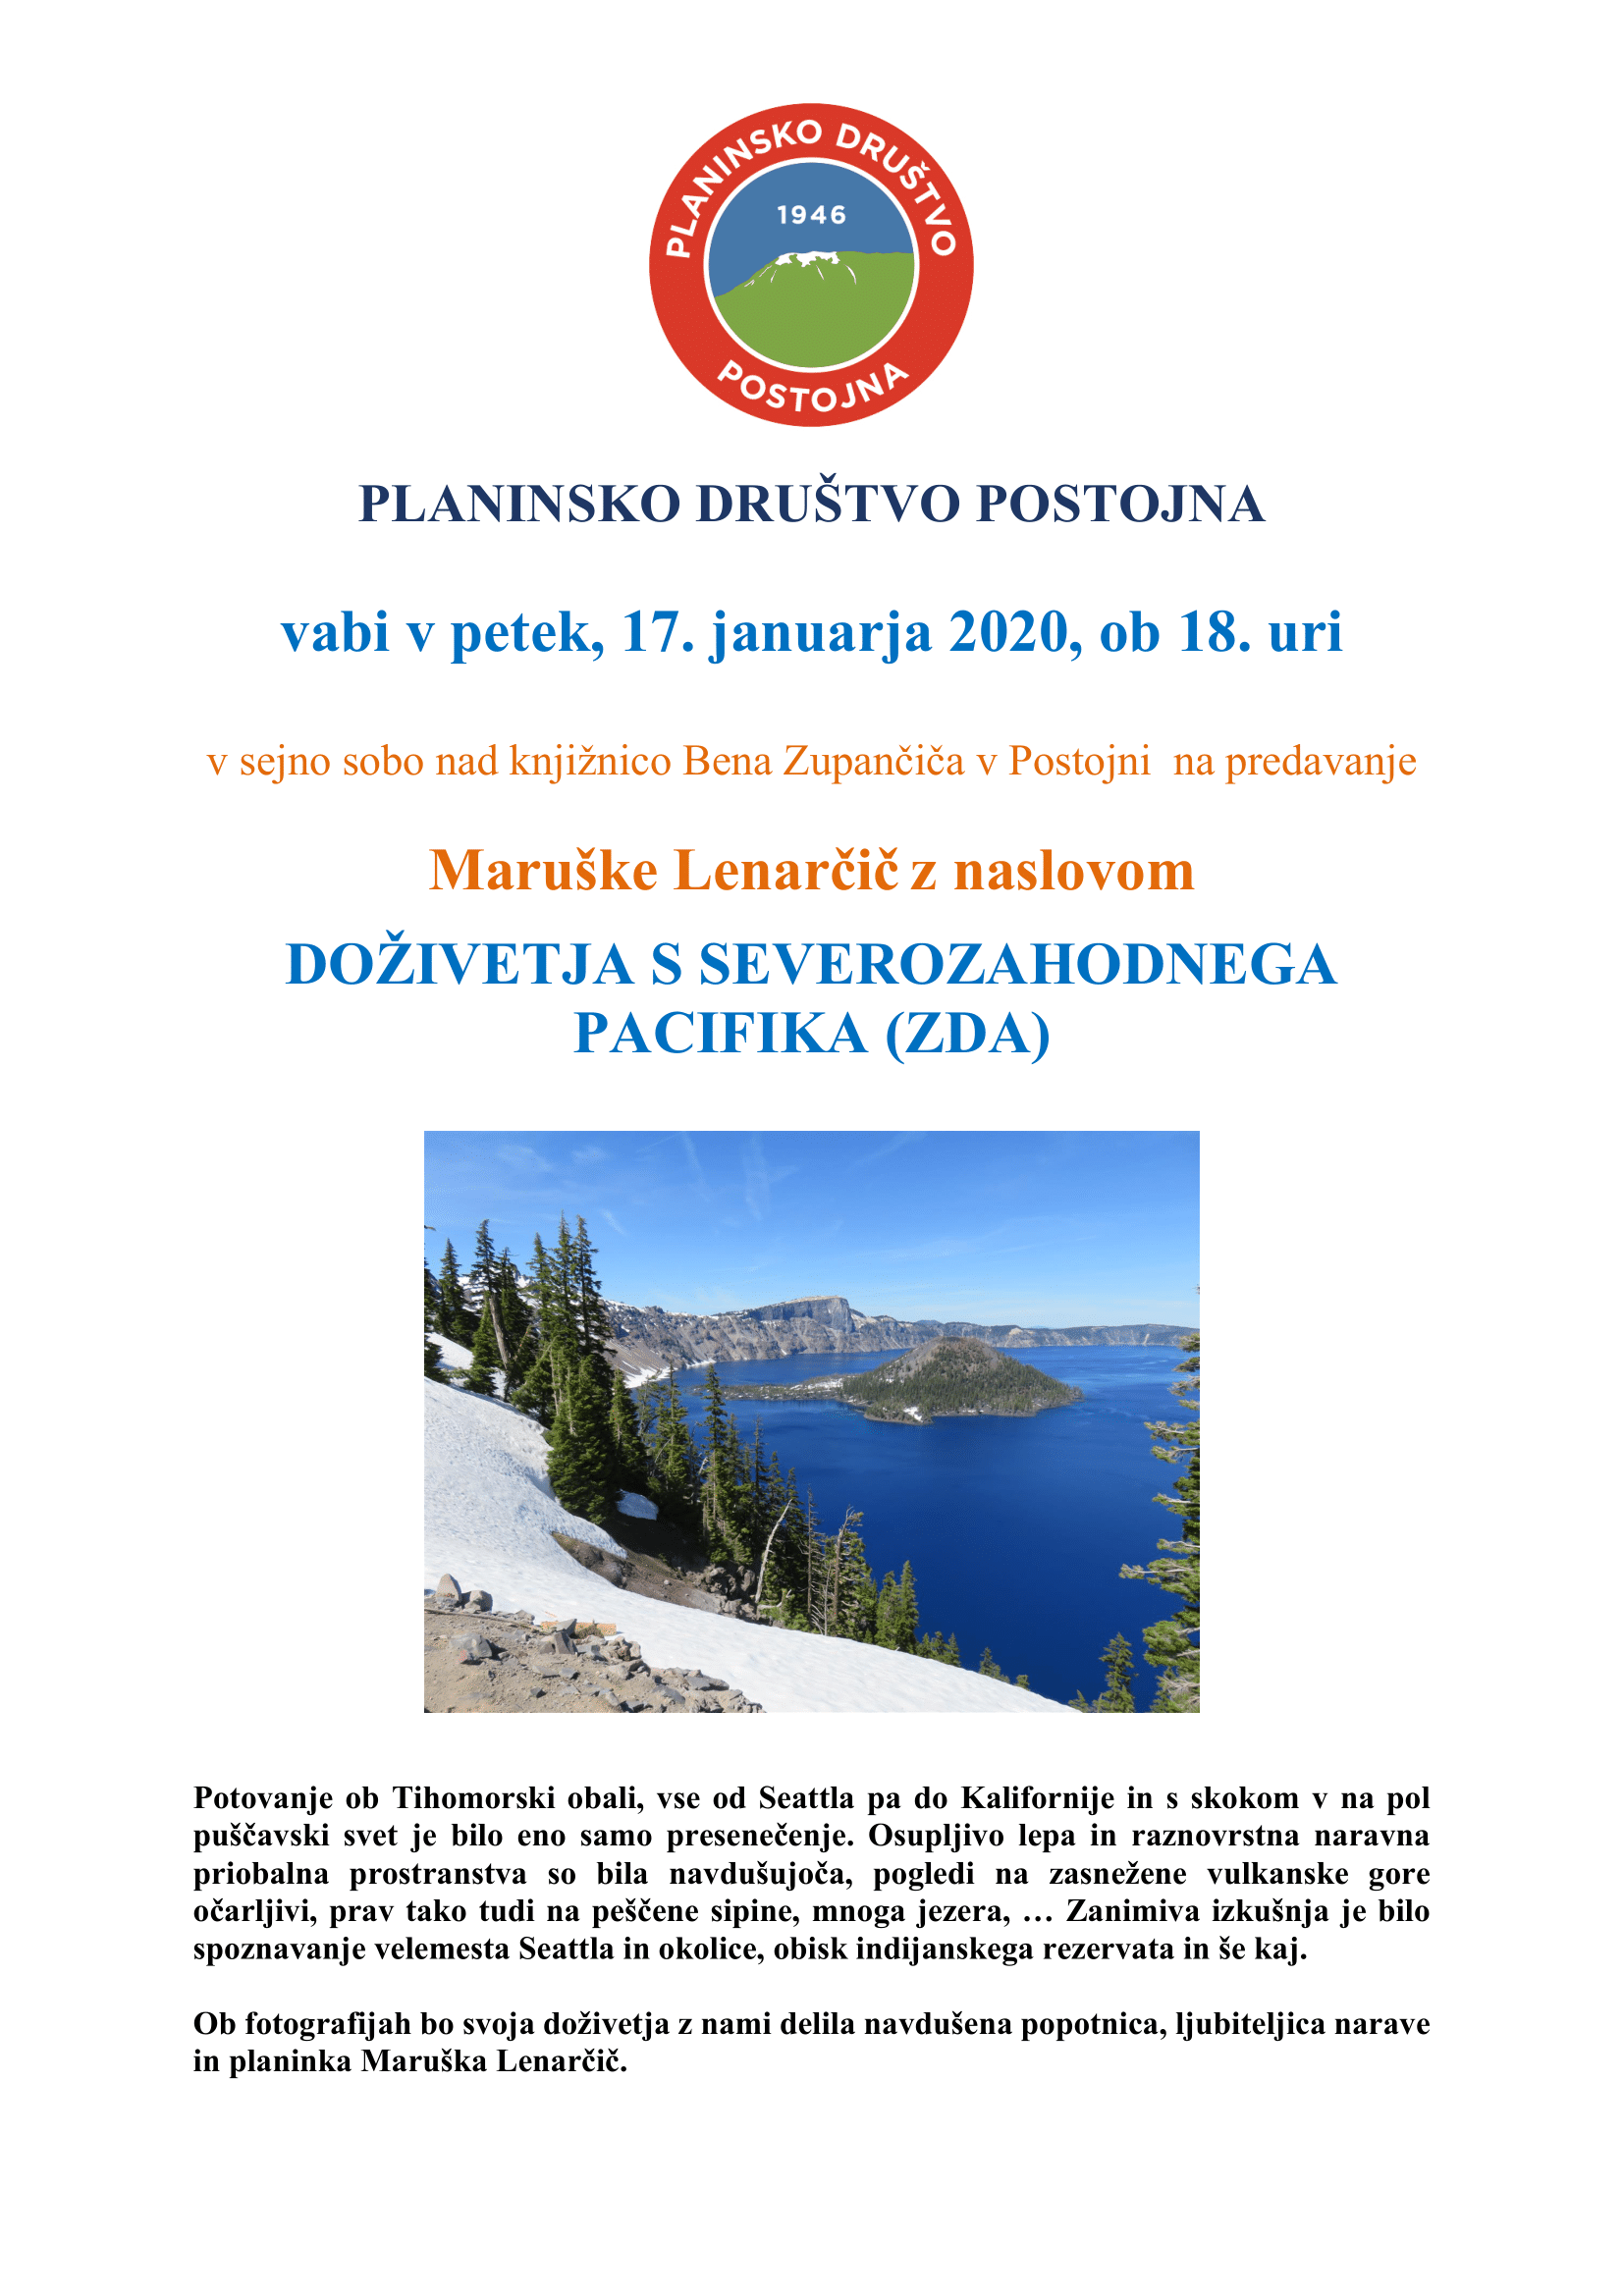 PLANINSKO DRUŠTVO
1946
POSTOJNA
PLANINSKO DRUŠTVO POSTOJNA
vabi v petek, 17. januarja 2020, ob 18. uri
v sejno sobo nad knjižnico Bena Zupančiča v Postojni  na predavanje
Maruške Lenarčič z naslovom
DOŽIVETJA S SEVEROZAHODNEGA
PACIFIKA (ZDA)
Potovanje ob Tihomorski obali, vse od Seattla pa do Kalifornije in s skokom v na pol
puščavski svet je bilo eno samo presenečenje. Osupljivo lepa in raznovrstna naravna
priobalna prostranstva so bila navdušujoča, pogledi na zasnežene vulkanske gore
očarljivi, prav tako tudi na peščene sipine, mnoga jezera, … Zanimiva izkušnja je bilo
spoznavanje velemesta Seattla in okolice, obisk indijanskega rezervata in še kaj.
Ob fotografijah bo svoja doživetja z nami delila navdušena popotnica, ljubiteljica narave
in planinka Maruška Lenarčič.